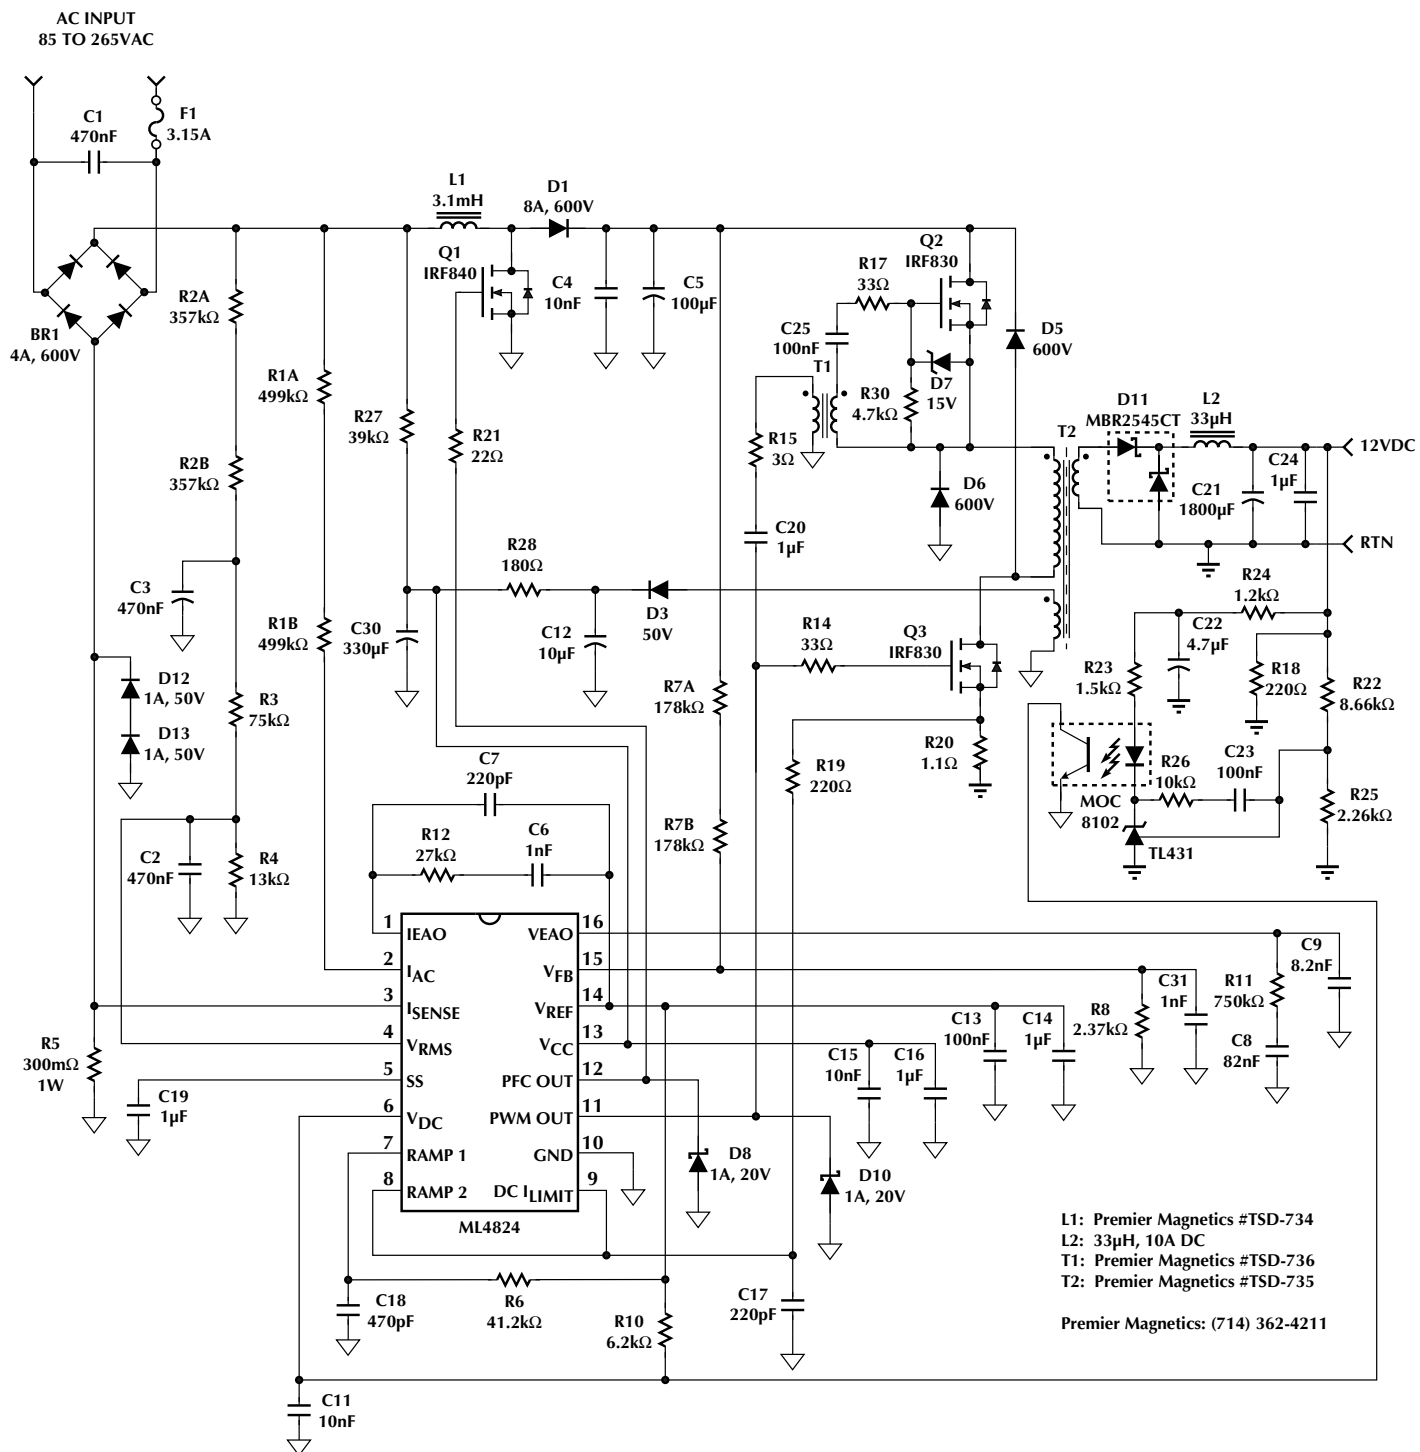 AC INPUT
85 TO 265VAC
C1
470nF
F1
3.15A
L1
3.1mH
D1
8A, 600V
Q1
IRF840
C4
10nF
C5
100µF
Q2
IRF830
R17
33Ω
C25
100nF
T1
D7
15V
R30
4.7kΩ
D5
600V
BR1
4A, 600V
R2A
357kΩ
R1A
499kΩ
R27
39kΩ
R21
22Ω
R15
3Ω
D6
600V
T2
D11
MBR2545CT
L2
33µH
12VDC
C24
1µF
C21
1800µF
RTN
R2B
357kΩ
C20
1µF
R28
180Ω
C3
470nF
R1B
499kΩ
C30
330µF
C12
10µF
D3
50V
R14
33Ω
Q3
IRF830
R24
1.2kΩ
C22
4.7µF
R23
1.5kΩ
R18
220Ω
R22
8.66kΩ
D12
1A, 50V
D13
1A, 50V
R3
75kΩ
R7A
178kΩ
R19
220Ω
R20
1.1Ω
C7
220pF
R26
10kΩ
C23
100nF
MOC
8102
TL431
R25
2.26kΩ
R12
27kΩ
C6
1nF
R7B
178kΩ
C2
470nF
R4
13kΩ
1
IEAO
VEAO
16
2
IAC
VFB
15
3
ISENSE
VREF
14
4
VRMS
VCC
13
5
SS
PFC OUT
12
6
VDC
PWM OUT
11
7
RAMP 1
GND
10
8
RAMP 2
DC ILIMIT
9
ML4824
C9
8.2nF
R11
750kΩ
C31
1nF
R8
2.37kΩ
C8
82nF
C13
100nF
C14
1µF
C15
10nF
C16
1µF
R5
300mΩ
1W
C19
1µF
D8
1A, 20V
D10
1A, 20V
L1: Premier Magnetics #TSD-734
L2: 33µH, 10A DC
T1: Premier Magnetics #TSD-736
T2: Premier Magnetics #TSD-735
Premier Magnetics: (714) 362-4211
C18
470pF
R6
41.2kΩ
R10
6.2kΩ
C17
220pF
C11
10nF